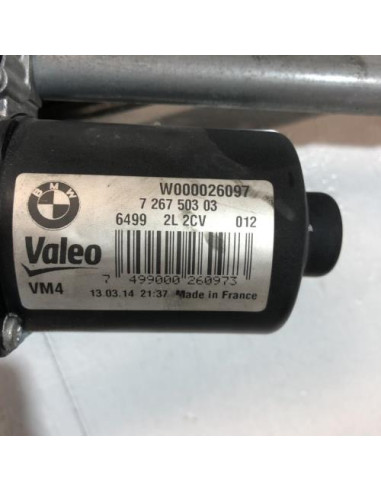 BMW
W000026097
7 267 503 03
6499 2L 2CV 012
Valeo
7 499000 260973
VM4
13.03.14 21:37 Made in France